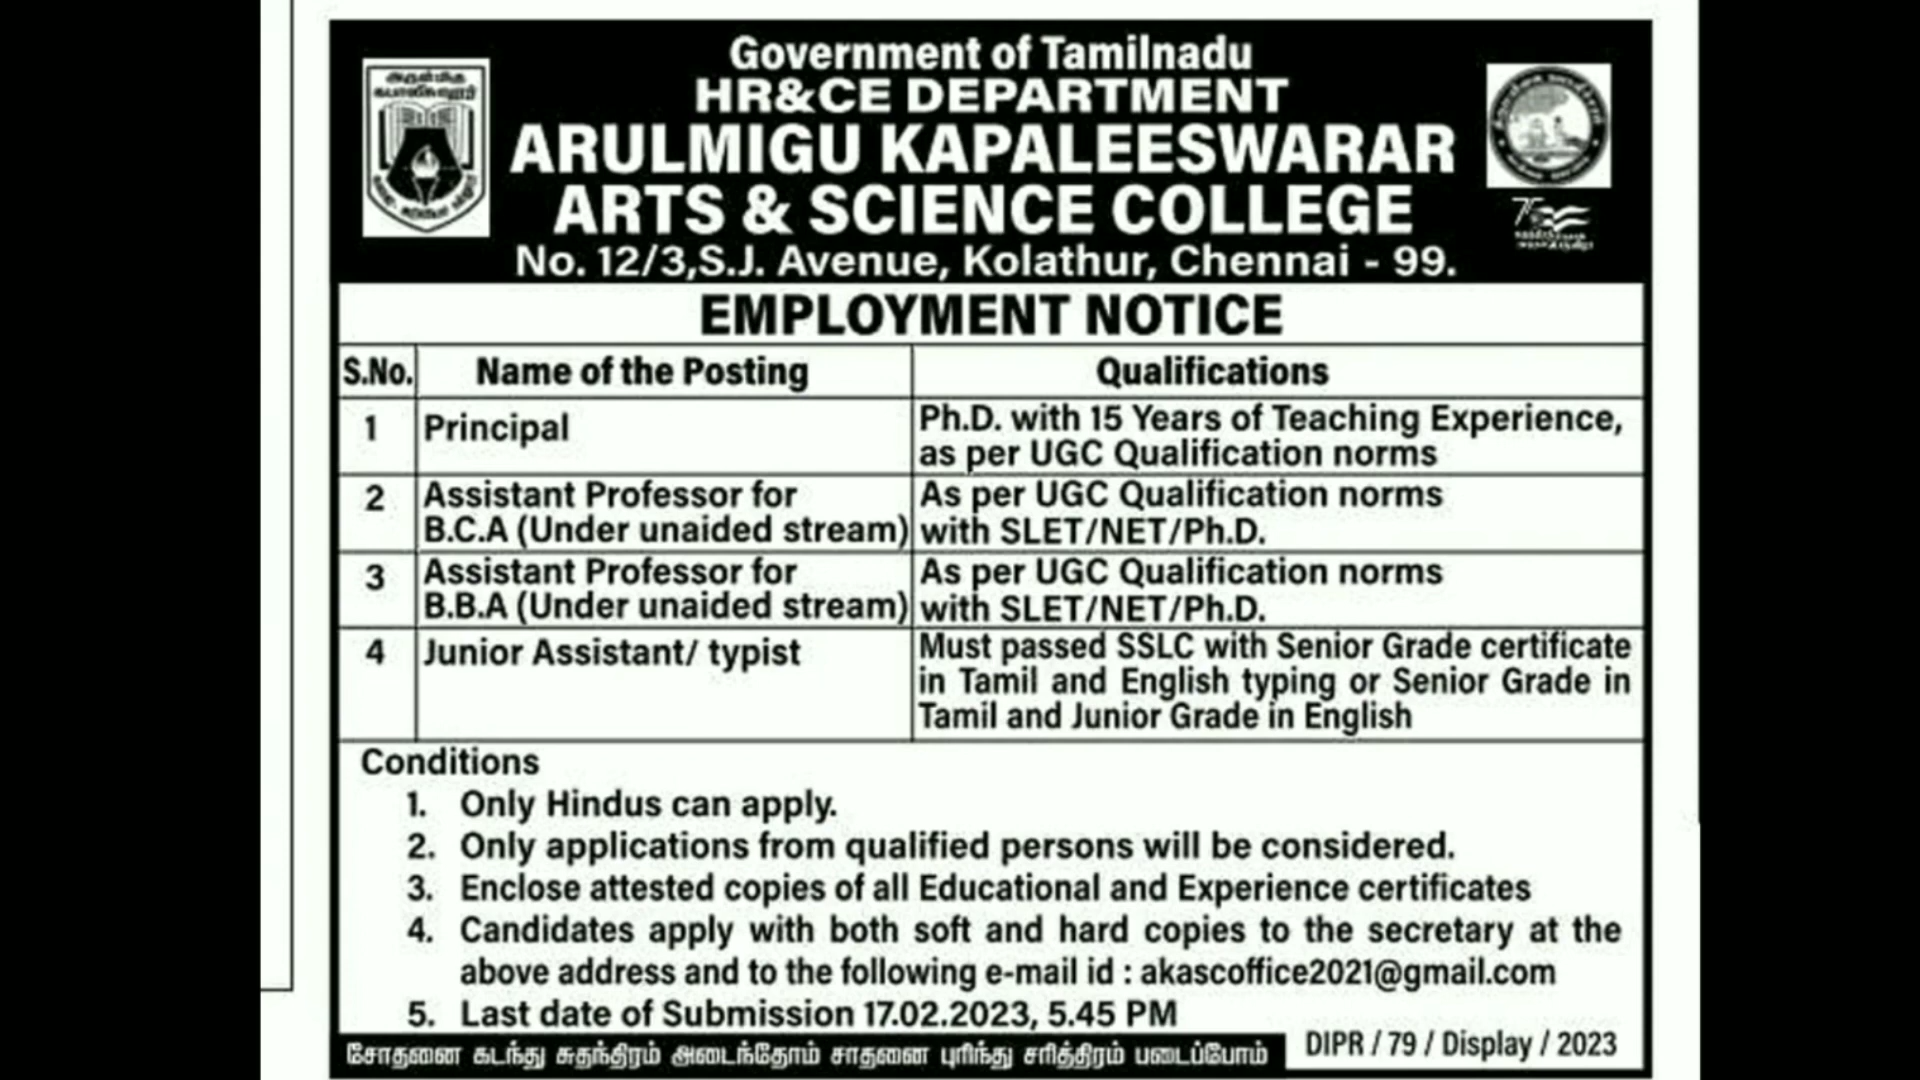 அருள்மிகு
கபாலீசுவரர்
Government of Tamilnadu
HR&CE DEPARTMENT
ARULMIGU KAPALEESWARAR
ARTS & SCIENCE COLLEGE
No. 12/3,S.J. Avenue, Kolathur, Chennai - 99.
75
EMPLOYMENT NOTICE
S.No. Name of the Posting Qualifications
1 Principal Ph.D. with 15 Years of Teaching Experience,
as per UGC Qualification norms
2 Assistant Professor for As per UGC Qualification norms
B.C.A (Under unaided stream) with SLET/NET/Ph.D.
3 Assistant Professor for As per UGC Qualification norms
B.B.A (Under unaided stream) with SLET/NET/Ph.D.
4 Junior Assistant/ typist Must passed SSLC with Senior Grade certificate
in Tamil and English typing or Senior Grade in
Tamil and Junior Grade in English
Conditions
1. Only Hindus can apply.
2. Only applications from qualified persons will be considered.
3. Enclose attested copies of all Educational and Experience certificates
4. Candidates apply with both soft and hard copies to the secretary at the
above address and to the following e-mail id : akascoffice2021@gmail.com
5. Last date of Submission 17.02.2023, 5.45 PM
சோதனை கடந்து சுதந்திரம் அடைந்தோம் சாதனை புரிந்து சரித்திரம் படைப்போம்
DIPR / 79 / Display / 2023